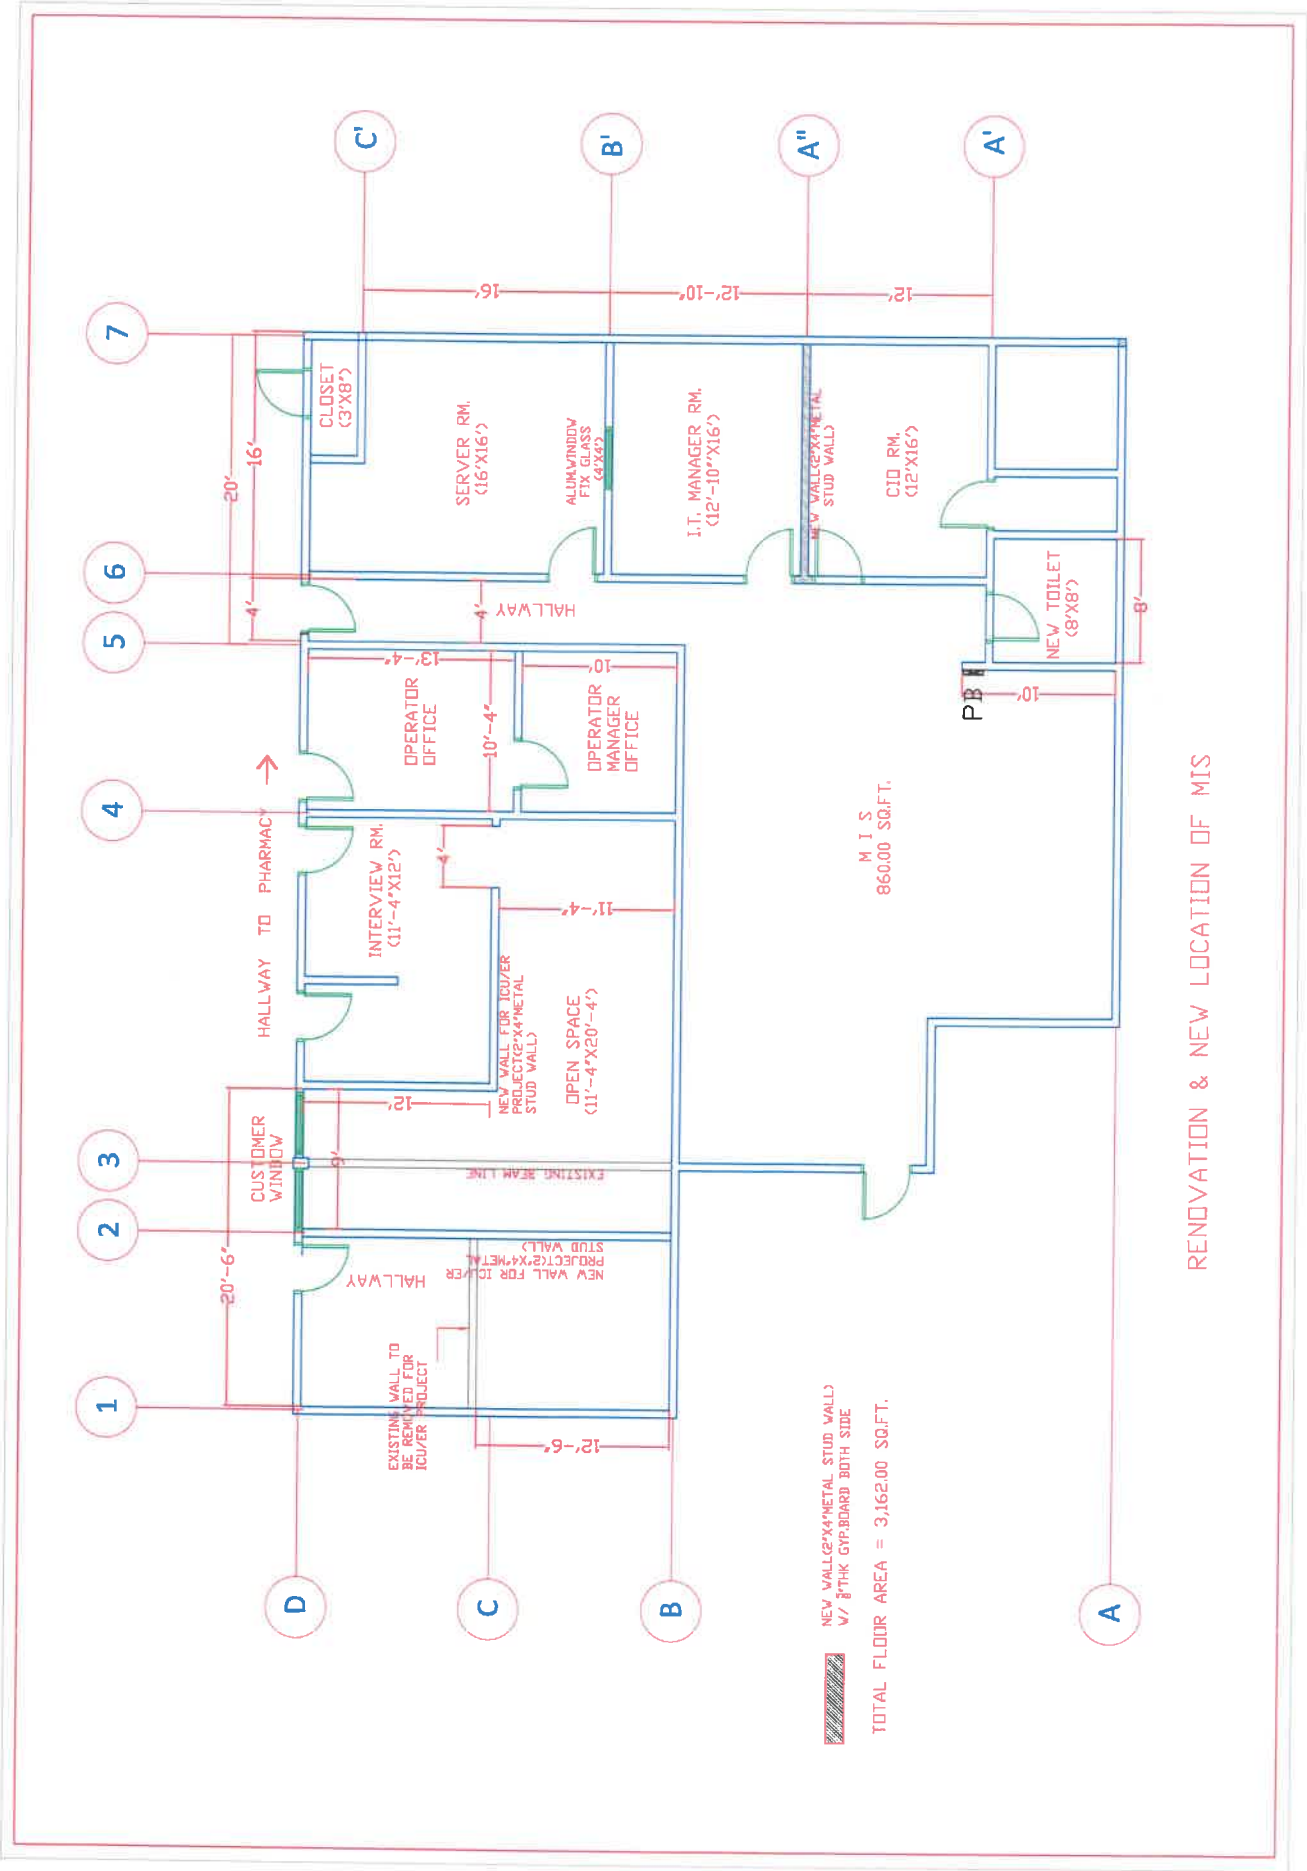 1
2
3
4
5
6
7
20'-6"
4'
20'
16'
CUSTOMER
WINDOW
HALLWAY TO PHARMACY
9'
12'
HALLWAY
INTERVIEW RM.
(11'-4"X12')
4'
OPERATOR
OFFICE
13'-4"
10'-4"
4'
HALLWAY
CLOSET
(3'X8')
SERVER RM.
(16'X16')
ALUM.WINDOW
FIX GLASS
(4'X4')
C'
16'
B'
12'-10"
A"
12'
A'
D
C
B
A
EXISTING WALL TO
BE REMOVED FOR
ICU/ER PROJECT
12'-6"
NEW WALL FOR ICU/ER
PROJECT(2"X4"METAL
STUD WALL)
EXISTING BEAM LINE
NEW WALL FOR ICU/ER
PROJECT(2"X4"METAL
STUD WALL)
OPEN SPACE
(11'-4"X20'-4')
11'-4"
OPERATOR
MANAGER
OFFICE
10'
I.T. MANAGER RM.
(12'-10"X16')
NEW WALL(2"X4"METAL
STUD WALL)
CIO RM.
(12'X16')
M I S
860.00 SQ.FT.
PB
10'
NEW TOILET
(8'X8')
8'
NEW WALL(2"X4"METAL STUD WALL)
W/ THK GYP.BOARD BOTH SIDE
TOTAL FLOOR AREA = 3,162.00 SQ.FT.
RENOVATION & NEW LOCATION OF MIS